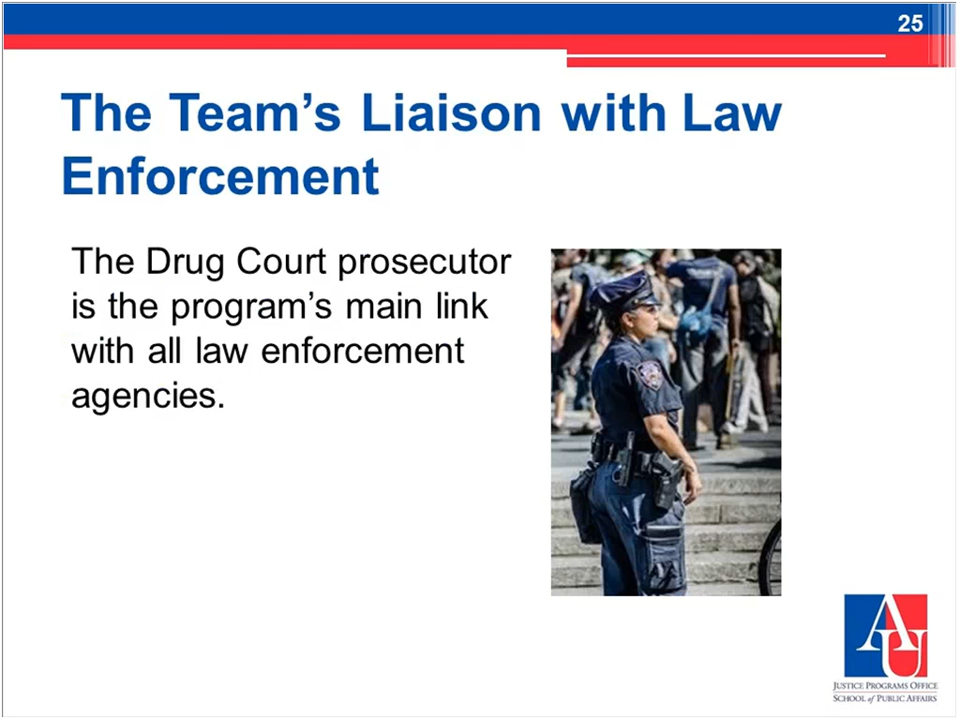 25
The Team’s Liaison with Law
Enforcement
The Drug Court prosecutor
is the program’s main link
with all law enforcement
agencies.
AU
JUSTICE PROGRAMS OFFICE
SCHOOL of PUBLIC AFFAIRS